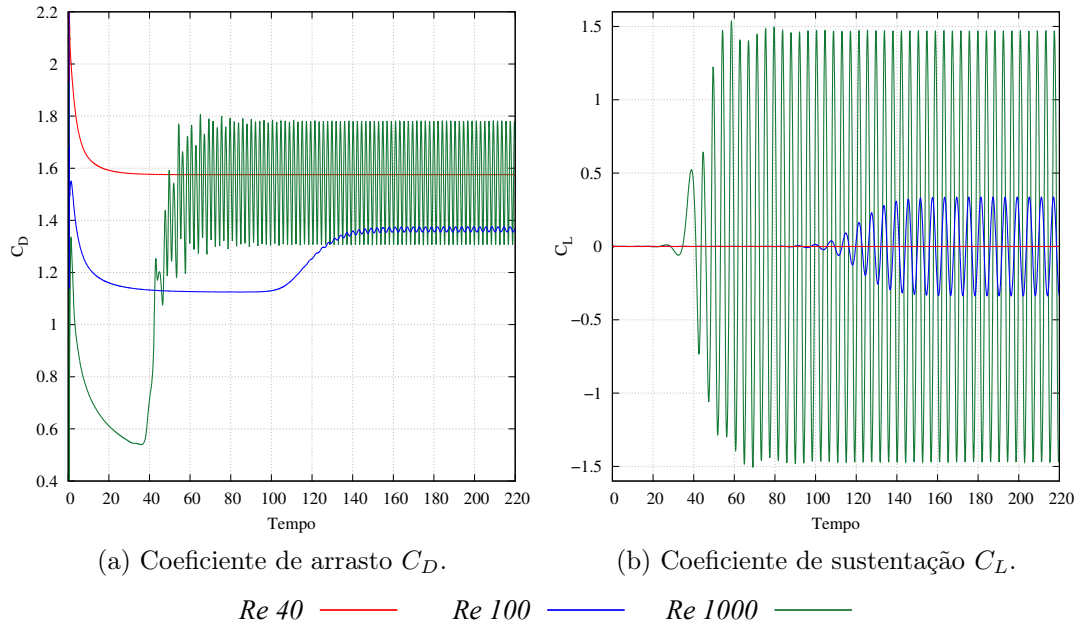 2.2
2
1.8
1.6
1.4
1.2
1
0.8
0.6
0.4
C_D
0 20 40 60 80 100 120 140 160 180 200 220
Tempo
(a) Coeficiente de arrasto C_D.
1.5
1
0.5
0
−0.5
−1
−1.5
C_L
0 20 40 60 80 100 120 140 160 180 200 220
Tempo
(b) Coeficiente de sustentação C_L.
Re 40 Re 100 Re 1000